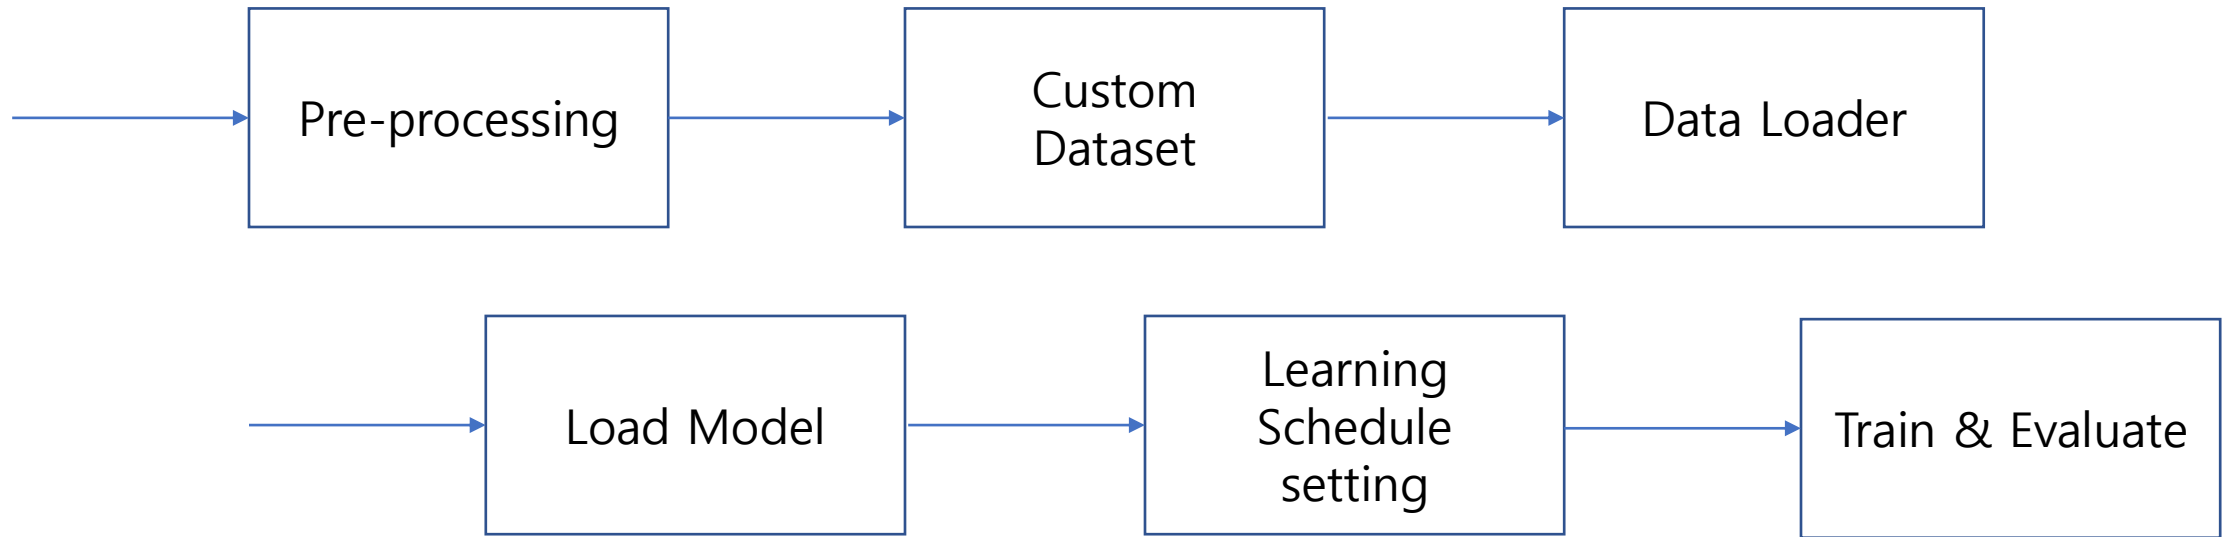 Pre-processing
Custom
Dataset
Data Loader
Load Model
Learning
Schedule
setting
Train & Evaluate